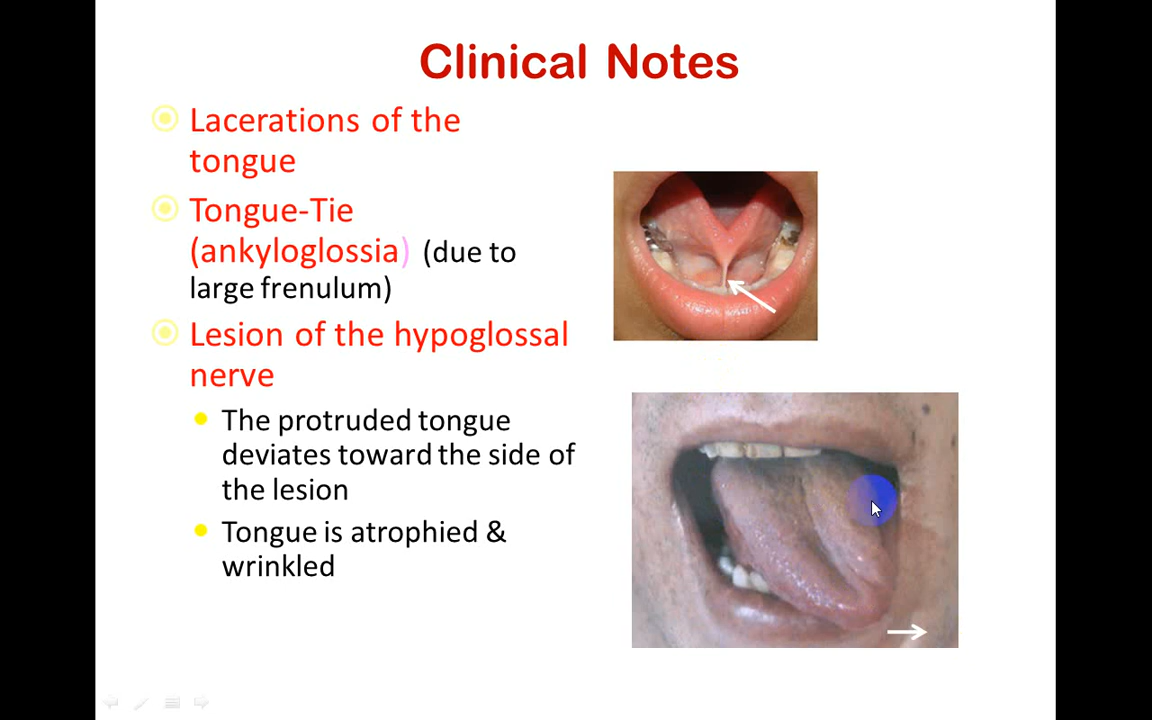 Clinical Notes
Lacerations of the
tongue
Tongue-Tie
(ankyloglossia) (due to
large frenulum)
Lesion of the hypoglossal
nerve
The protruded tongue
deviates toward the side of
the lesion
Tongue is atrophied &
wrinkled